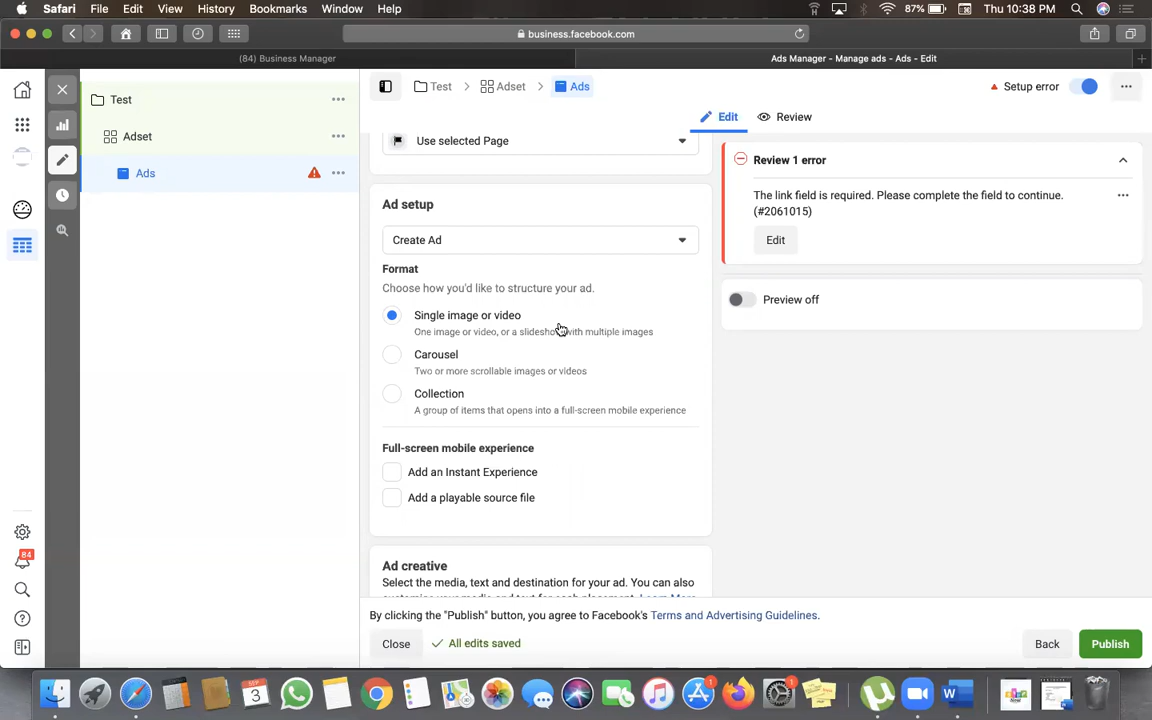 Safari File Edit View History Bookmarks Window Help 87% Thu 10:38 PM
business.facebook.com
(84) Business Manager Ads Manager - Manage ads - Ads - Edit
Test Test Adset Ads Setup error
Edit Review
Adset
Ads
Use selected Page
Review 1 error
The link field is required. Please complete the field to continue.
(#2061015)
Edit
Preview off
Ad setup
Create Ad
Format
Choose how you'd like to structure your ad.
Single image or video
One image or video, or a slideshow with multiple images
Carousel
Two or more scrollable images or videos
Collection
A group of items that opens into a full-screen mobile experience
Full-screen mobile experience
Add an Instant Experience
Add a playable source file
Ad creative
Select the media, text and destination for your ad. You can also
84
By clicking the "Publish" button, you agree to Facebook's Terms and Advertising Guidelines.
Close All edits saved Back Publish
SEP
3
1
1